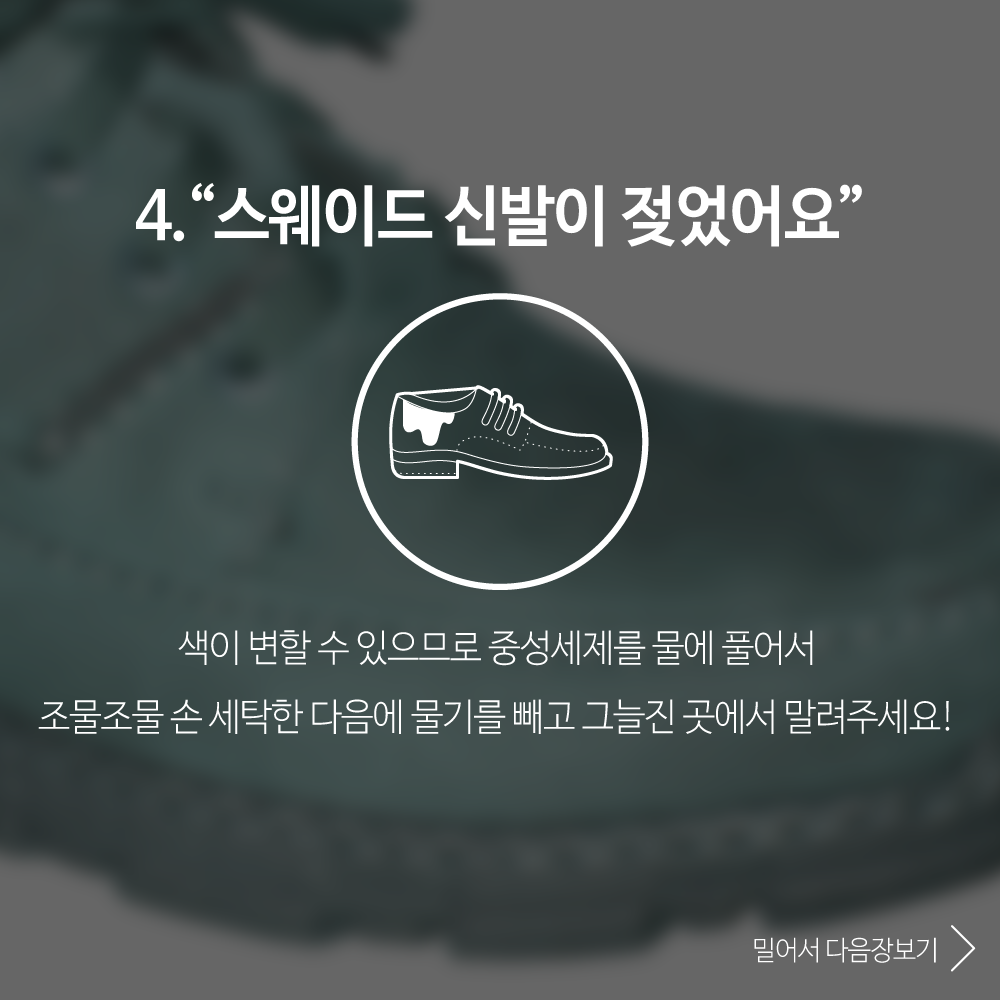 4. “스웨이드 신발이 젖었어요”
색이 변할 수 있으므로 중성세제를 물에 풀어서
조물조물 손 세탁한 다음에 물기를 빼고 그늘진 곳에서 말려주세요!
밀어서 다음장보기